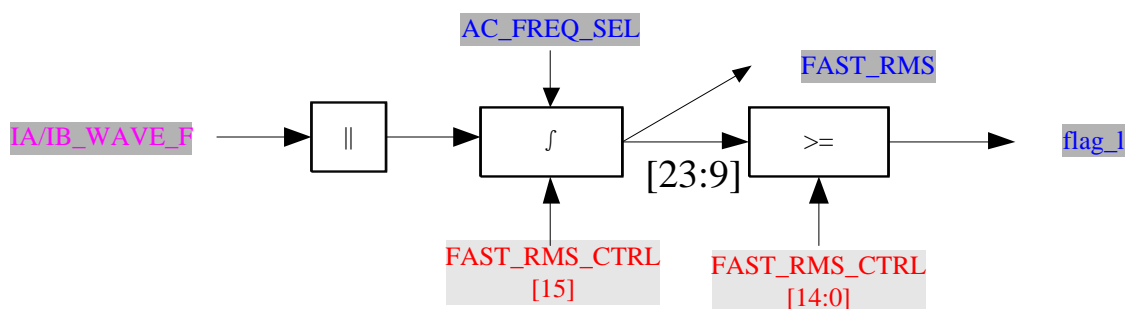 AC_FREQ_SEL
FAST_RMS
IA/IB_WAVE_F
||
∫
>=
flag_l
[23:9]
FAST_RMS_CTRL
[15]
FAST_RMS_CTRL
[14:0]